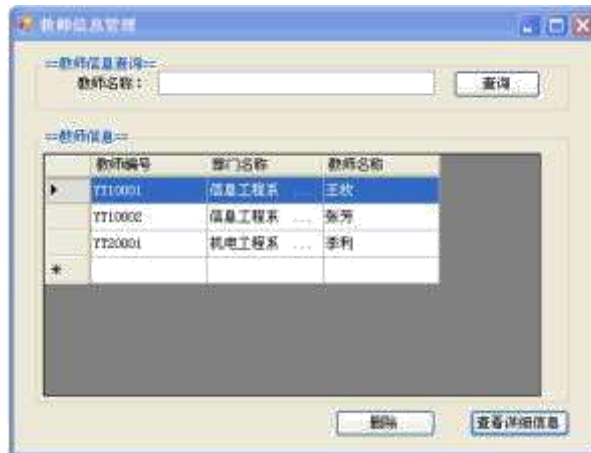 教师信息管理
==教师信息查询==
教师名称：
查询
==教师信息==
教师编号 部门名称 教师名称
YT10001 信息工程系 ... 王欣
YT10002 信息工程系 ... 张芳
YT20001 机电工程系 ... 李利
*
删除 查看详细信息